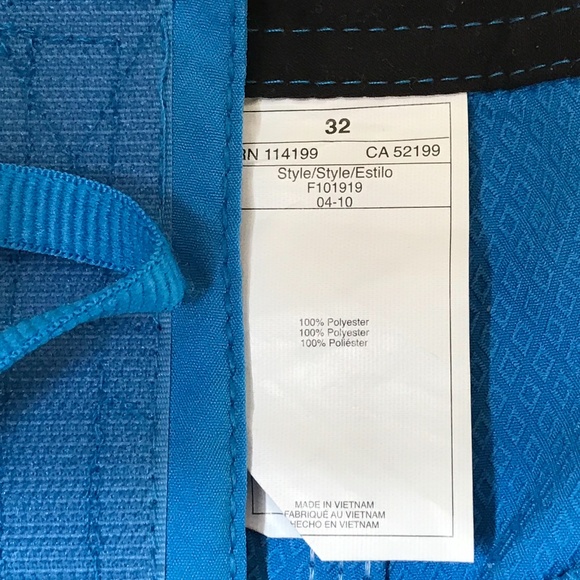 32
RN 114199 CA 52199
Style/Style/Estilo
F101919
04-10
100% Polyester
100% Polyester
100% Poliéster
MADE IN VIETNAM
FABRIQUÉ AU VIETNAM
HECHO EN VIETNAM